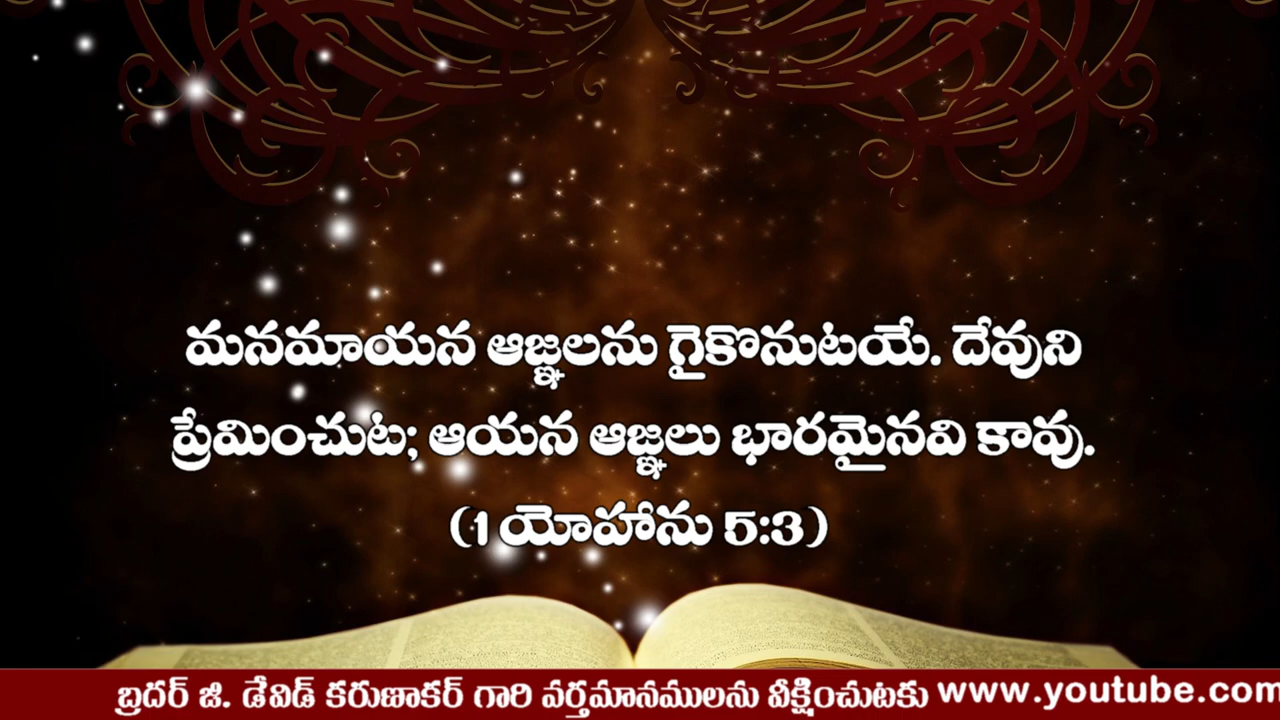 మనమాయన ఆజ్ఞలను గైకొనుటయే. దేవుని
ప్రేమించుట; ఆయన ఆజ్ఞలు భారమైనవి కావు.
(1 యోహాను 5:3)
బ్రదర్ జి. డేవిడ్ కరుణాకర్ గారి వర్తమానములను వీక్షించుటకు www.youtube.com